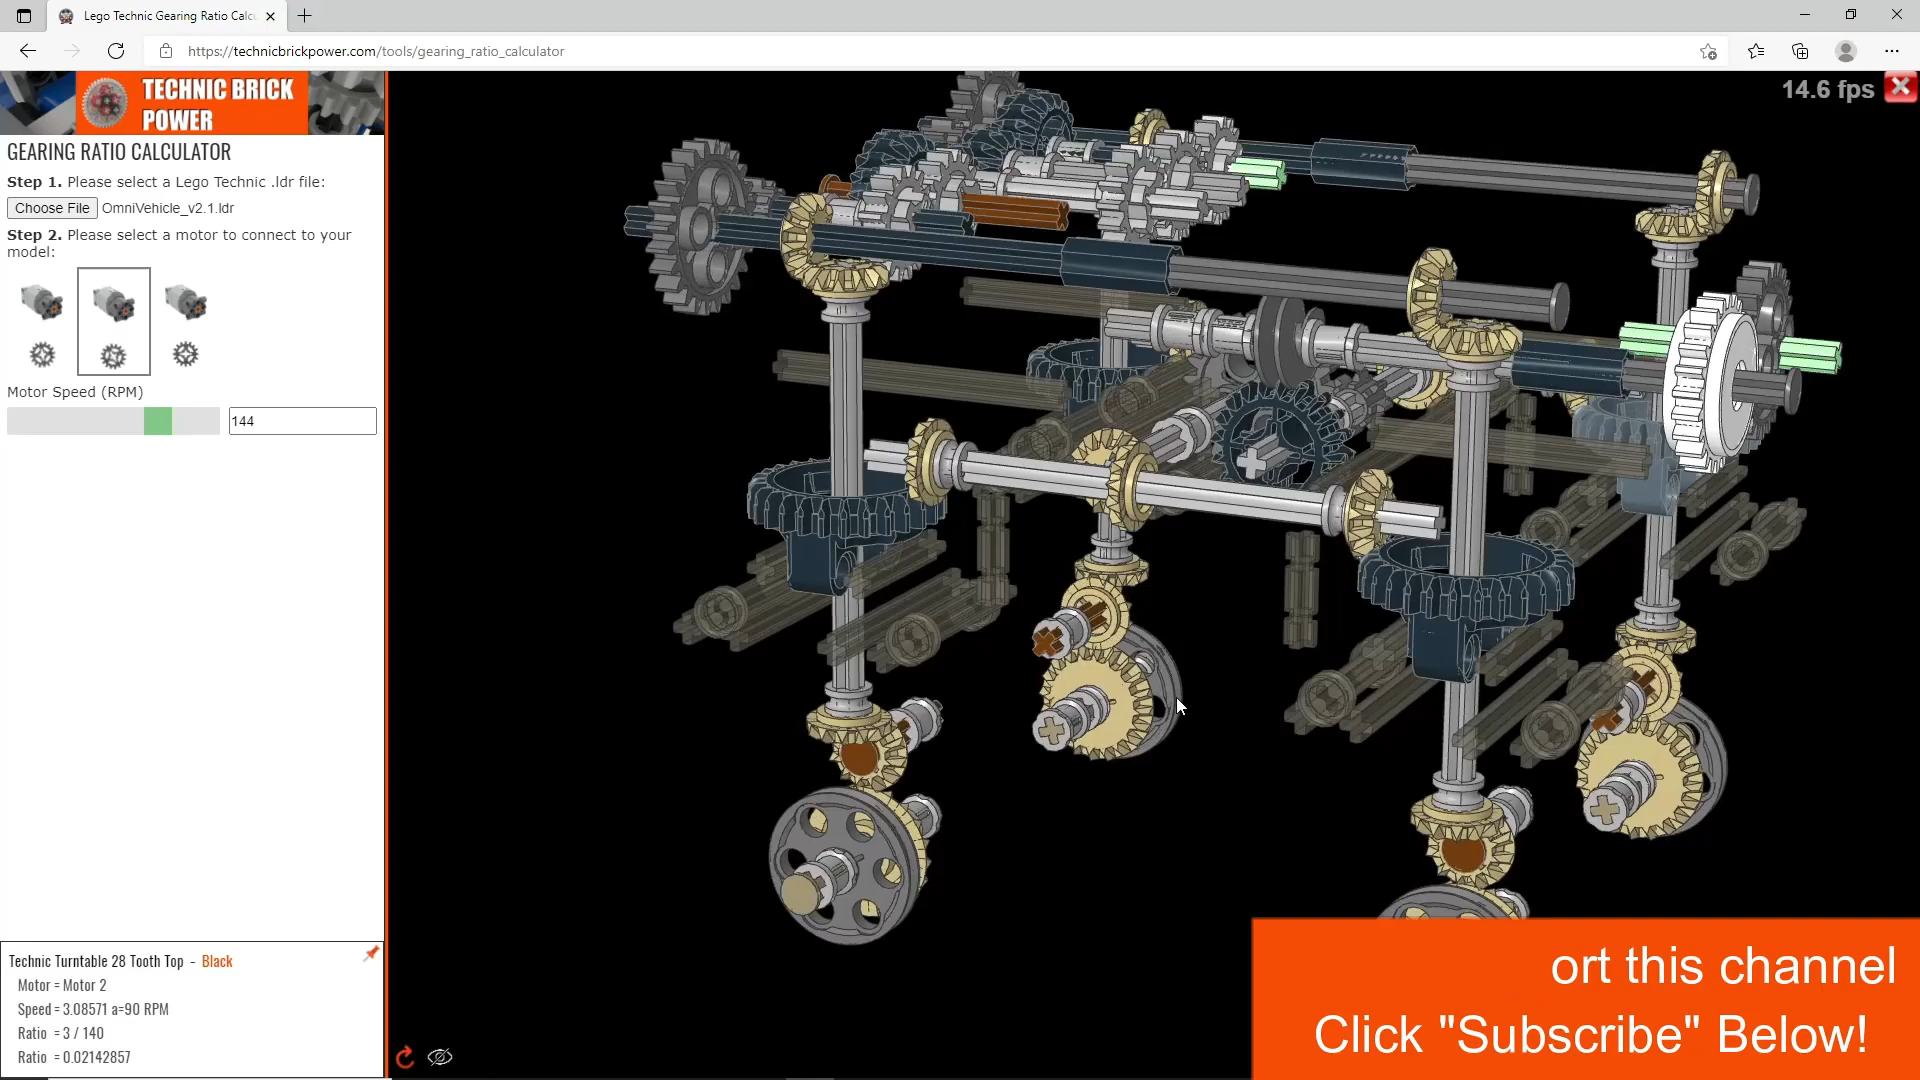 Lego Technic Gearing Ratio Calc
https://technicbrickpower.com/tools/gearing_ratio_calculator
TECHNIC BRICK
POWER
14.6 fps
GEARING RATIO CALCULATOR
Step 1. Please select a Lego Technic .ldr file:
Choose File OmniVehicle_v2.1.ldr
Step 2. Please select a motor to connect to your
model:
Motor Speed (RPM)
144
Technic Turntable 28 Tooth Top - Black
Motor = Motor 2
Speed = 3.08571 a=90 RPM
Ratio = 3 / 140
Ratio = 0.02142857
ort this channel
Click "Subscribe" Below!